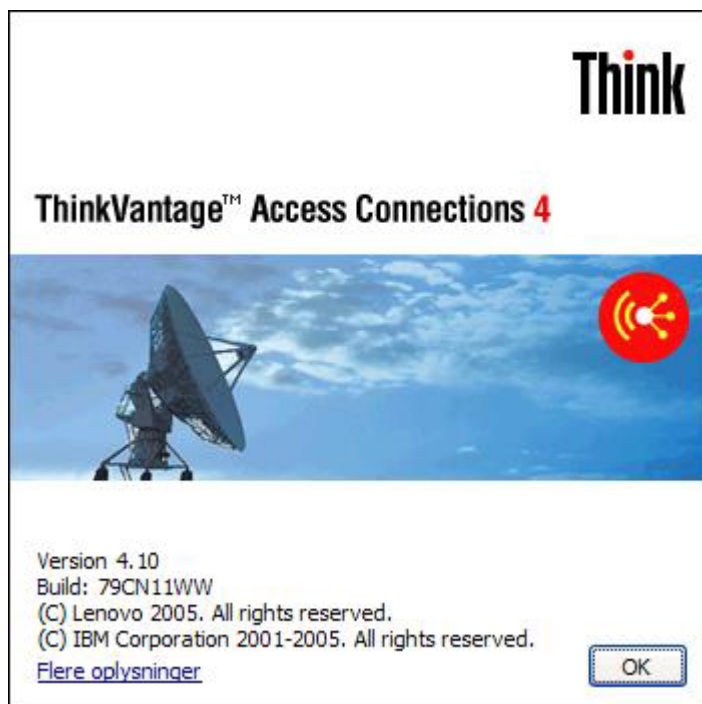 Think
ThinkVantage™ Access Connections 4
Version 4.10
Build: 79CN11WW
(C) Lenovo 2005. All rights reserved.
(C) IBM Corporation 2001-2005. All rights reserved.
Flere oplysninger
OK